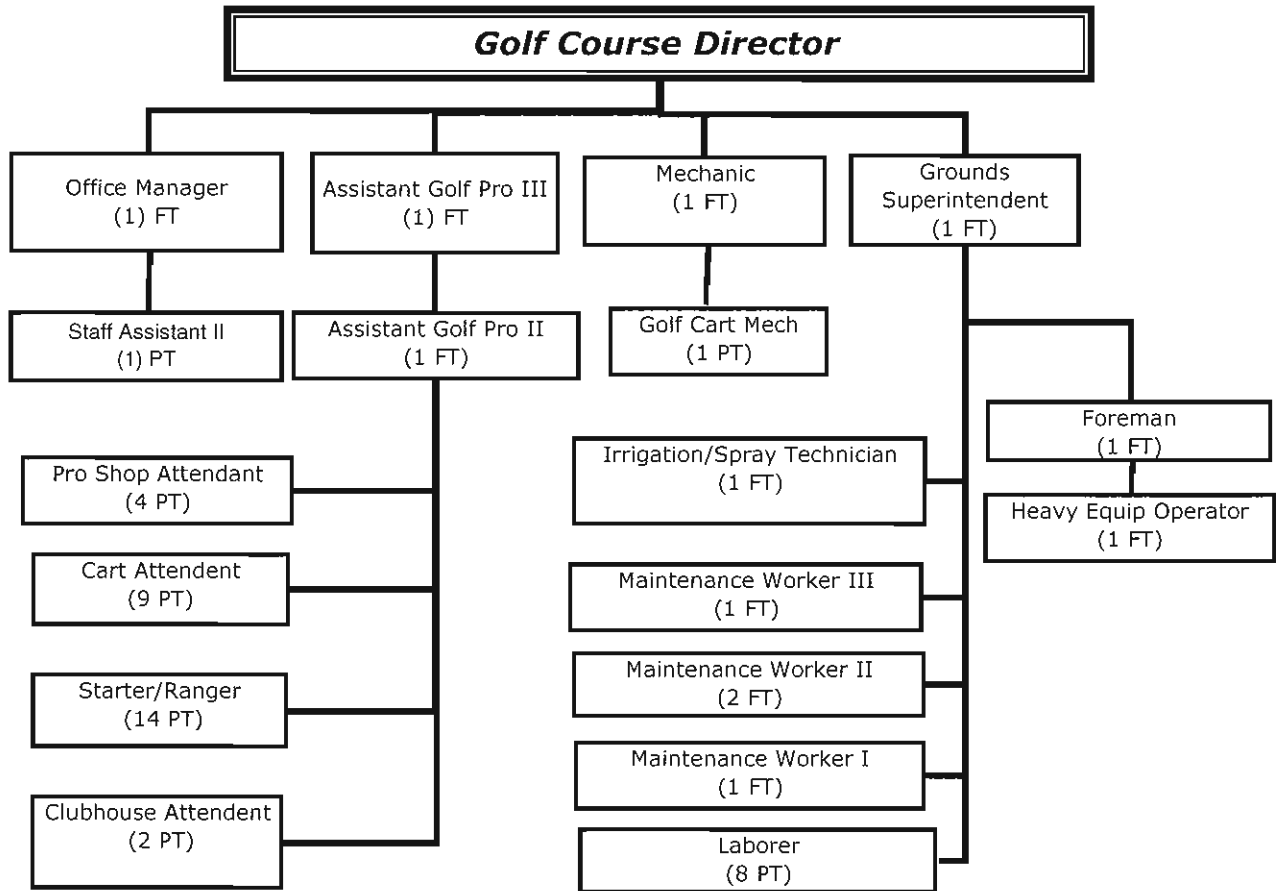 Golf Course Director
Office Manager
(1) FT
Assistant Golf Pro III
(1) FT
Mechanic
(1 FT)
Grounds
Superintendent
(1 FT)
Staff Assistant II
(1) PT
Assistant Golf Pro II
(1 FT)
Golf Cart Mech
(1 PT)
Foreman
(1 FT)
Heavy Equip Operator
(1 FT)
Pro Shop Attendant
(4 PT)
Cart Attendent
(9 PT)
Starter/Ranger
(14 PT)
Clubhouse Attendent
(2 PT)
Irrigation/Spray Technician
(1 FT)
Maintenance Worker III
(1 FT)
Maintenance Worker II
(2 FT)
Maintenance Worker I
(1 FT)
Laborer
(8 PT)